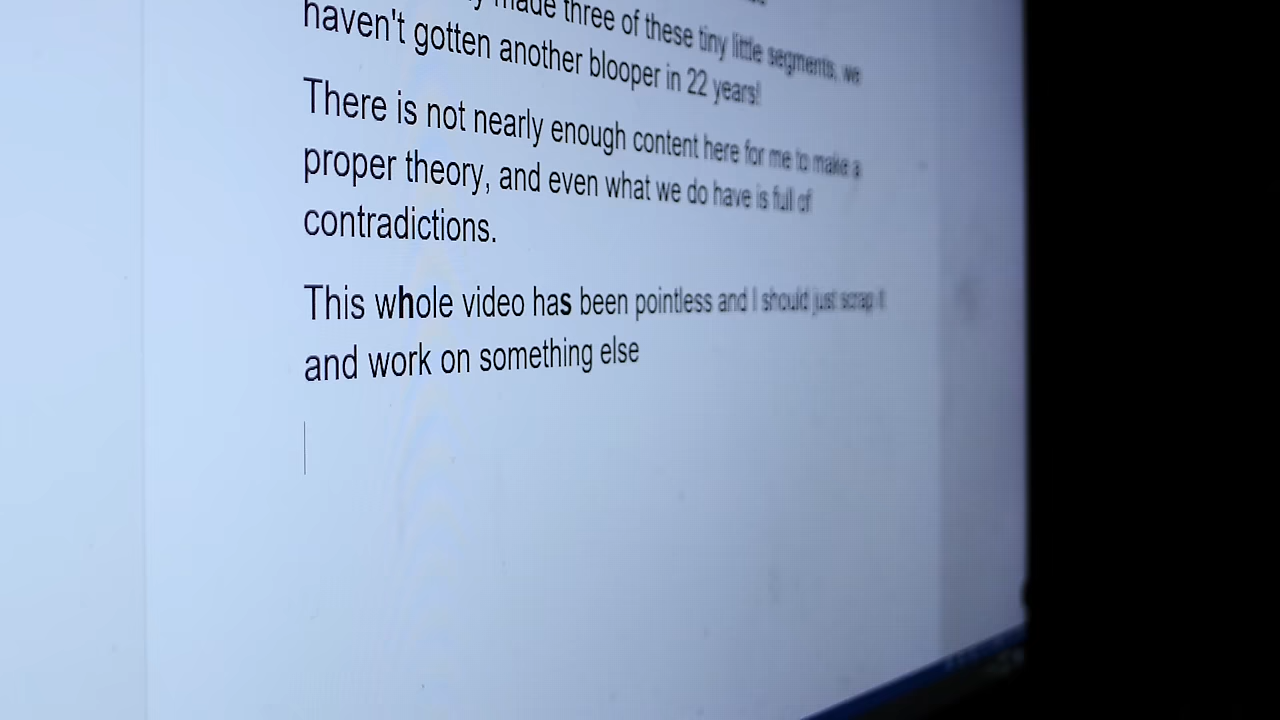 made three of these tiny little segments, we
haven't gotten another blooper in 22 years!
There is not nearly enough content here for me to make a
proper theory, and even what we do have is full of
contradictions.
This whole video has been pointless and I should just scrap it
and work on something else